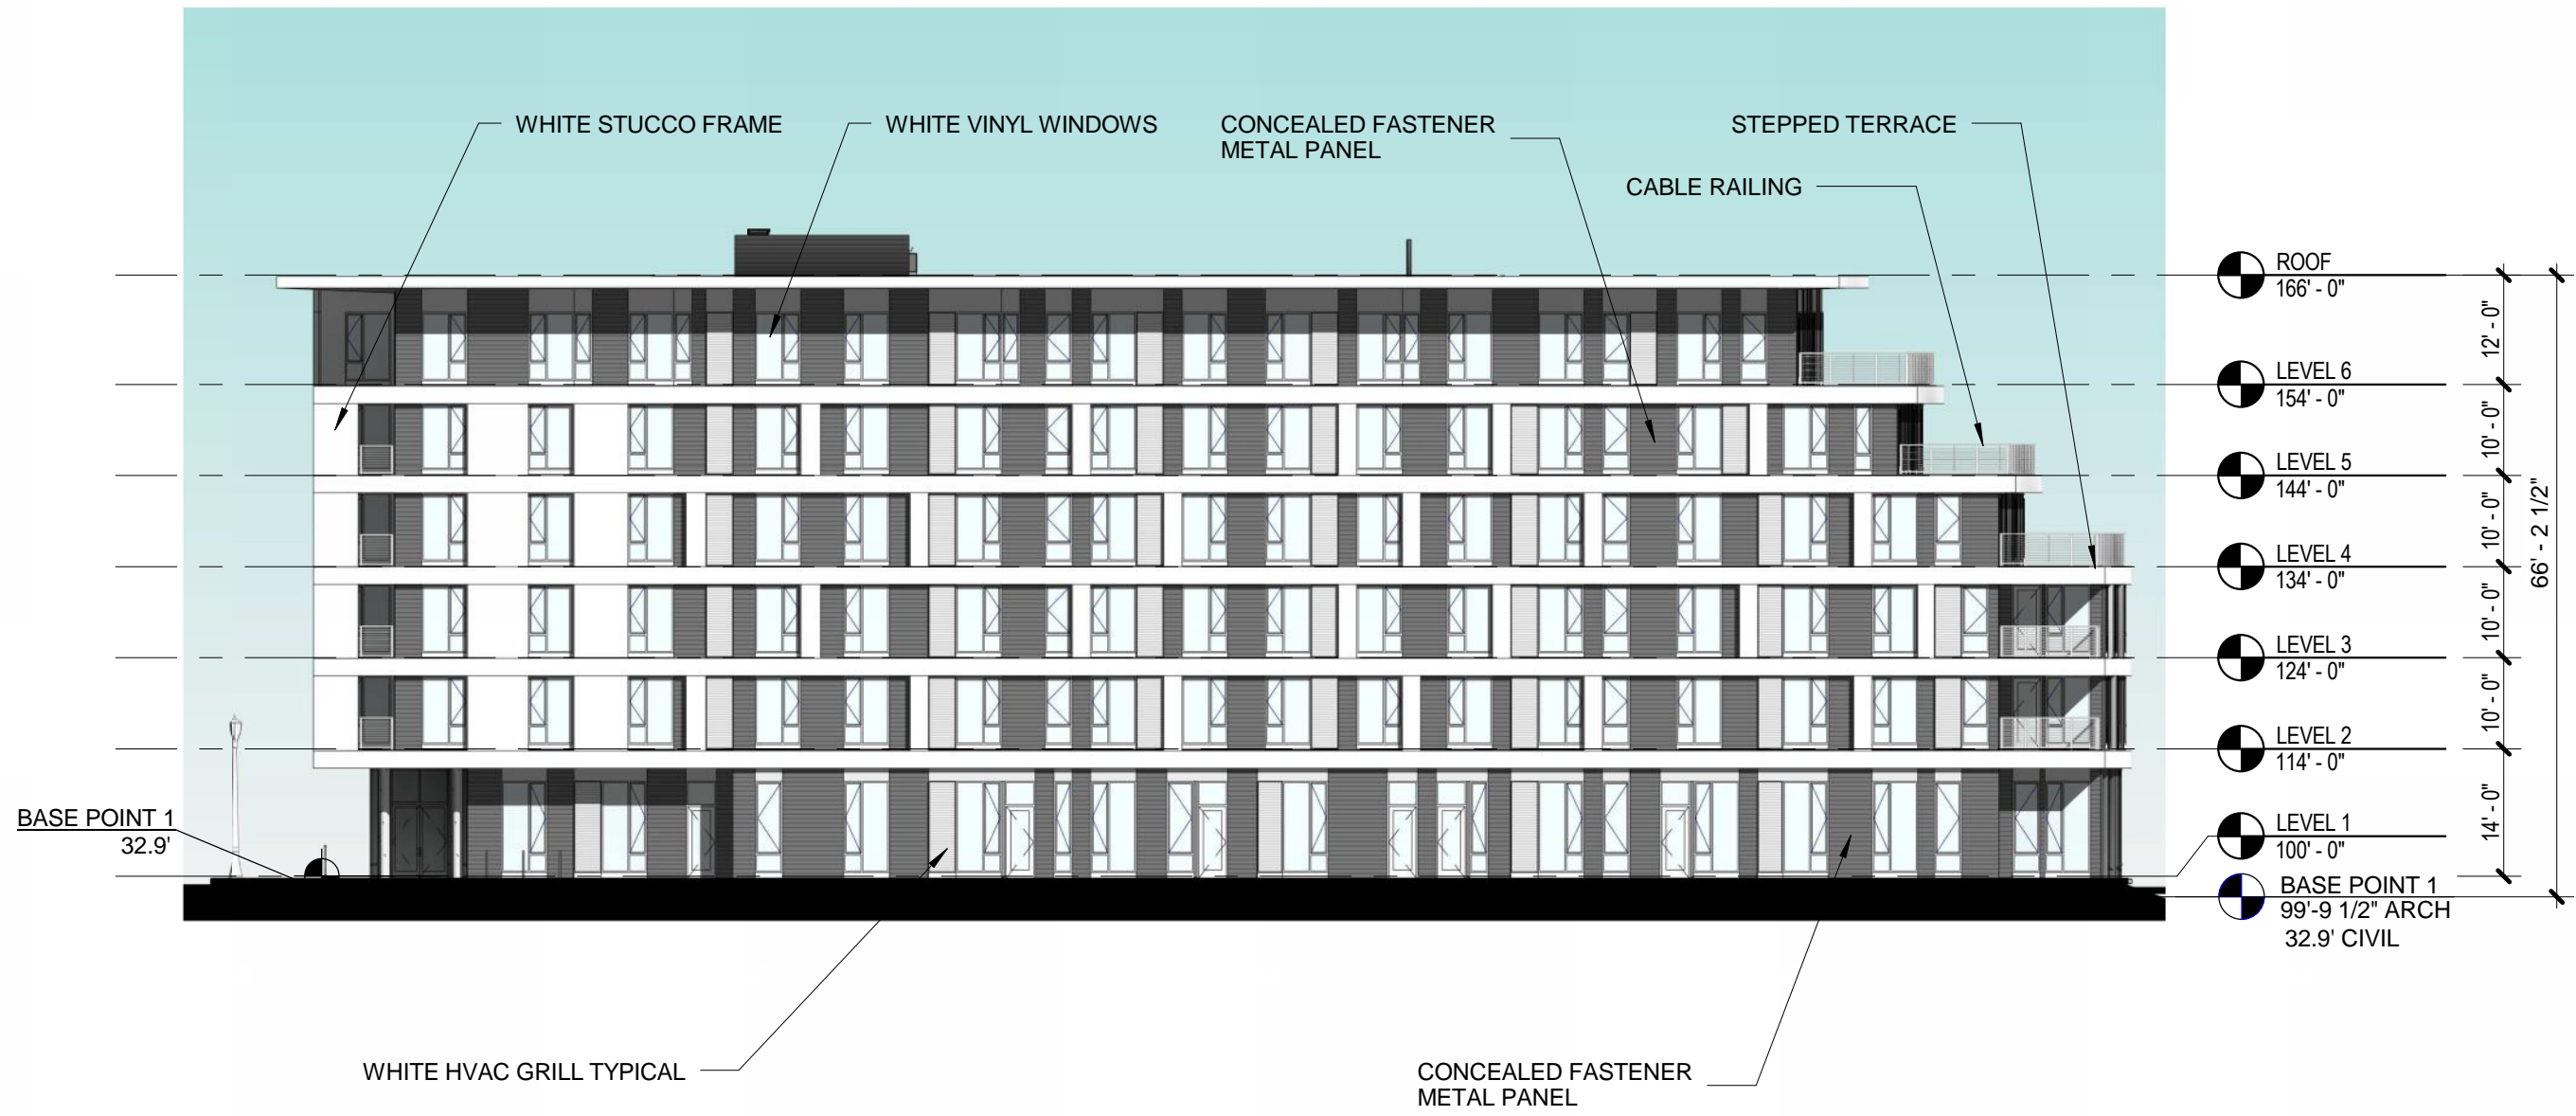 WHITE STUCCO FRAME
WHITE VINYL WINDOWS
CONCEALED FASTENER
METAL PANEL
STEPPED TERRACE
CABLE RAILING
ROOF
166' - 0"
12' - 0"
LEVEL 6
154' - 0"
10' - 0"
LEVEL 5
144' - 0"
10' - 0"
66' - 2 1/2"
LEVEL 4
134' - 0"
10' - 0"
LEVEL 3
124' - 0"
10' - 0"
LEVEL 2
114' - 0"
14' - 0"
LEVEL 1
100' - 0"
BASE POINT 1
32.9'
BASE POINT 1
99'-9 1/2" ARCH
32.9' CIVIL
WHITE HVAC GRILL TYPICAL
CONCEALED FASTENER
METAL PANEL